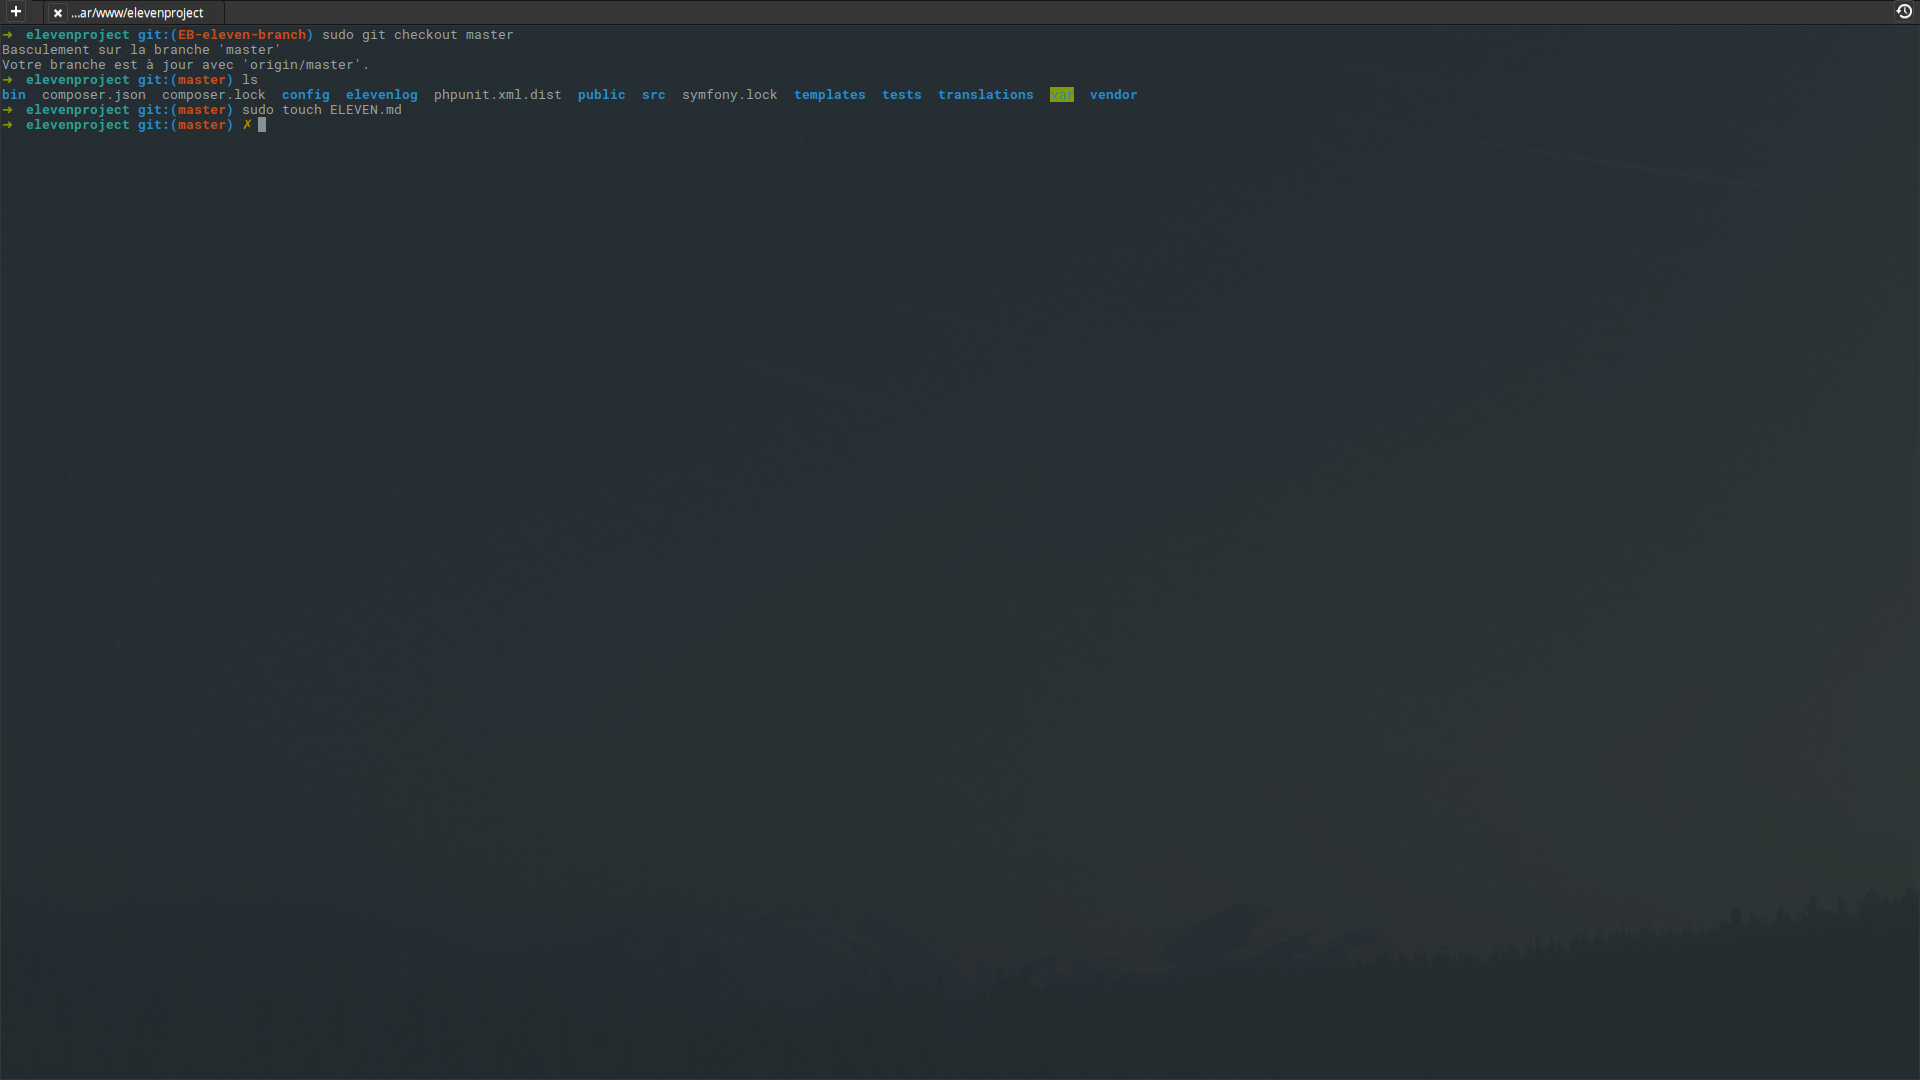 ...ar/www/elevenproject
➜  elevenproject git:(EB-eleven-branch) sudo git checkout master
Basculement sur la branche 'master'
Votre branche est à jour avec 'origin/master'.
➜  elevenproject git:(master) ls
bin  composer.json  composer.lock  config  elevenlog  phpunit.xml.dist  public  src  symfony.lock  templates  tests  translations  var  vendor
➜  elevenproject git:(master) sudo touch ELEVEN.md
➜  elevenproject git:(master) ✗